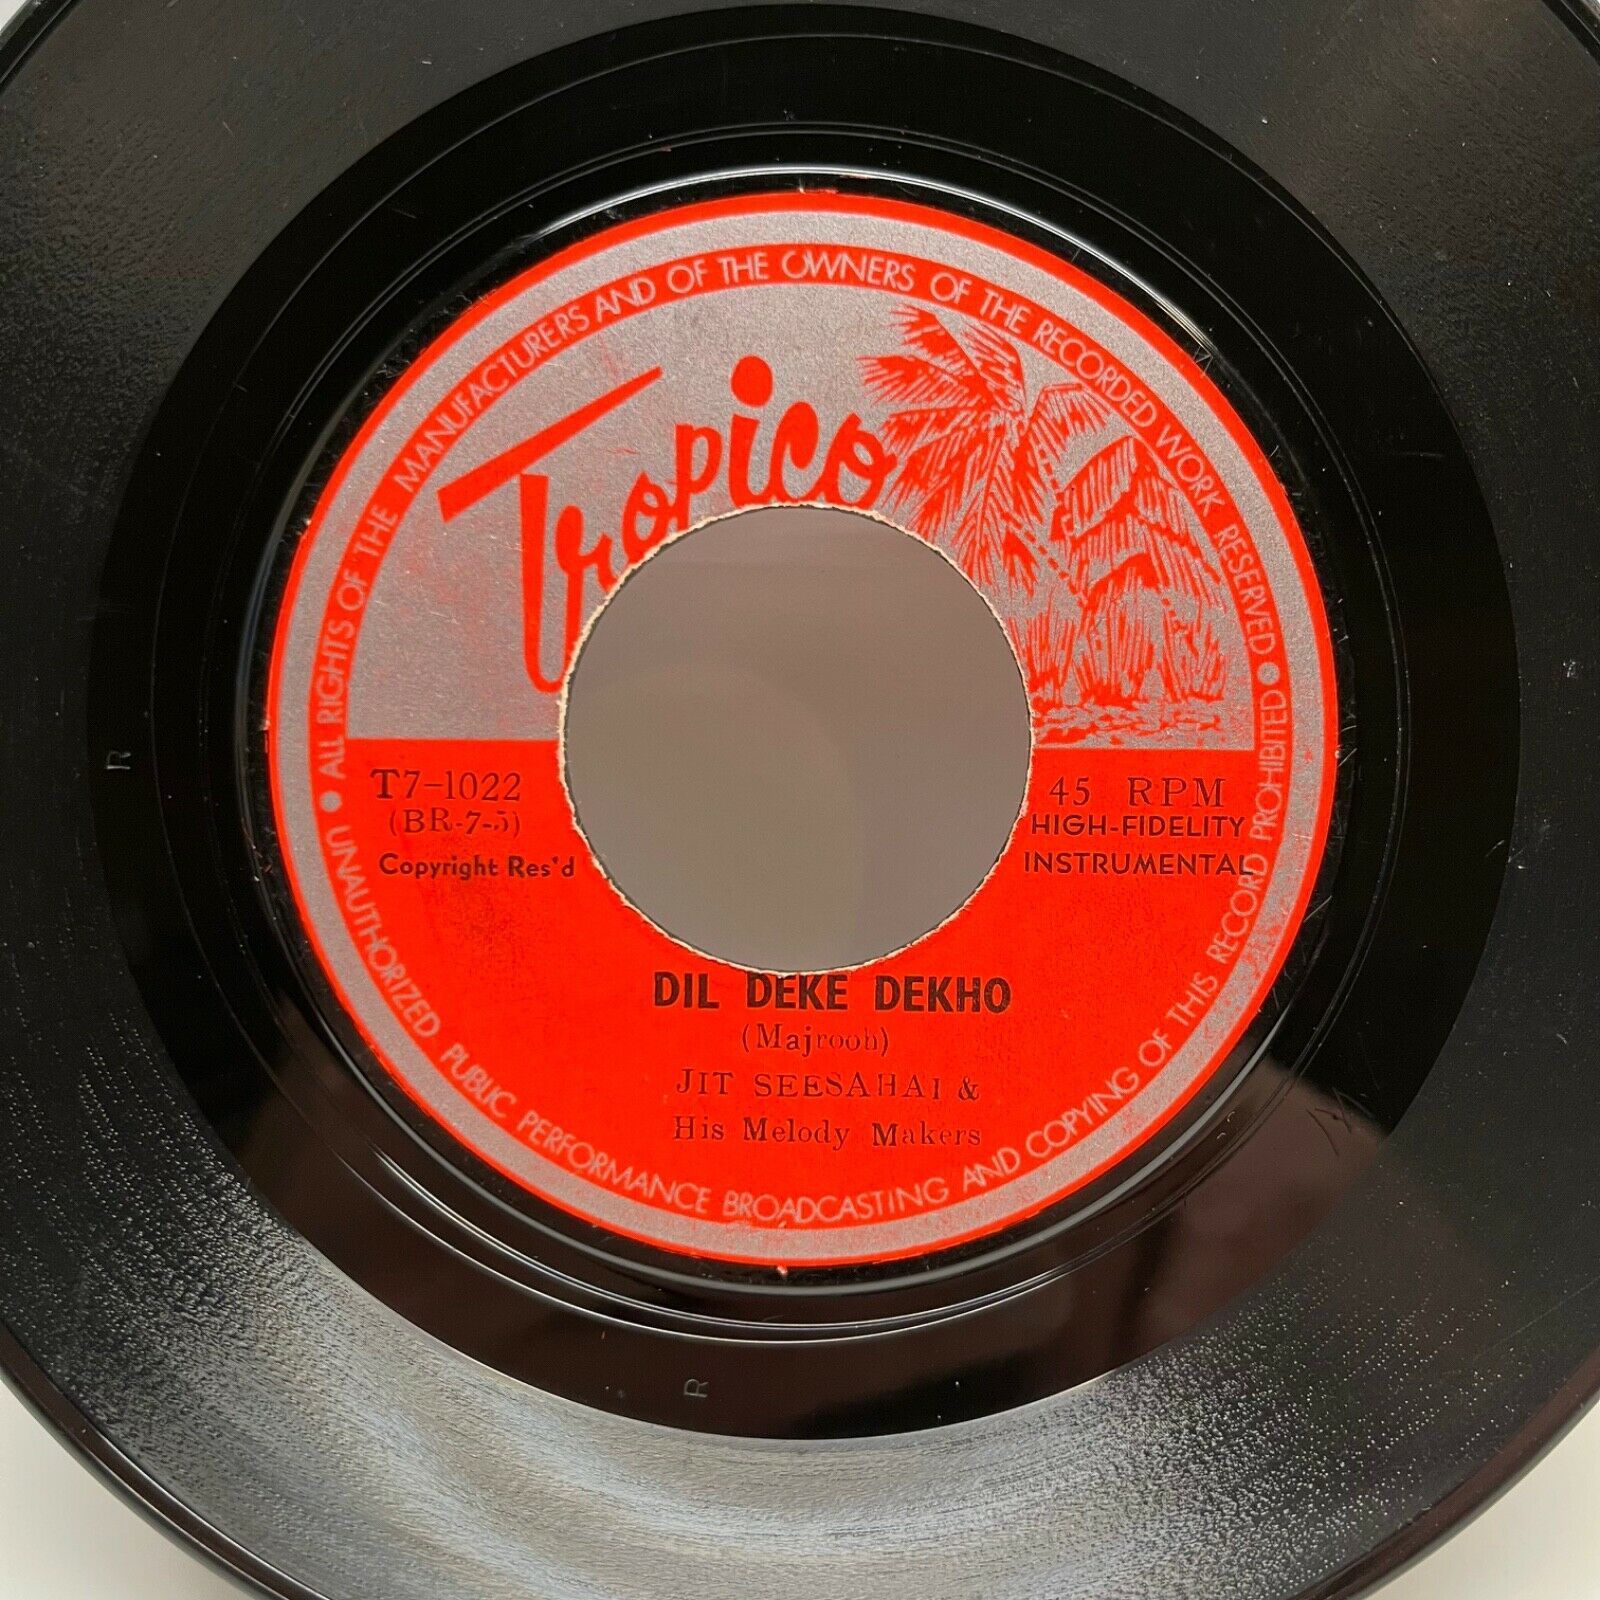 ALL RIGHTS OF THE MANUFACTURERS AND OF THE OWNERS OF THE RECORDED WORK RESERVED
UNAUTHORIZED PUBLIC PERFORMANCE BROADCASTING AND COPYING OF THIS RECORD PROHIBITED
Tropico
T7-1022
(BR-7-5)
Copyright Res'd
45 RPM
HIGH-FIDELITY
INSTRUMENTAL
DIL DEKE DEKHO
(Majrooh)
JIT SEESAHAI &
His Melody Makers
R
R